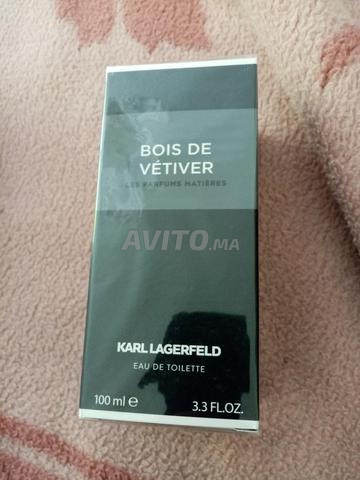 BOIS DE
VÉTIVER
LES PARFUMS MATIÈRES
AVITO.MA
KARL LAGERFELD
EAU DE TOILETTE
100 ml ℮ 3.3 FL.OZ.